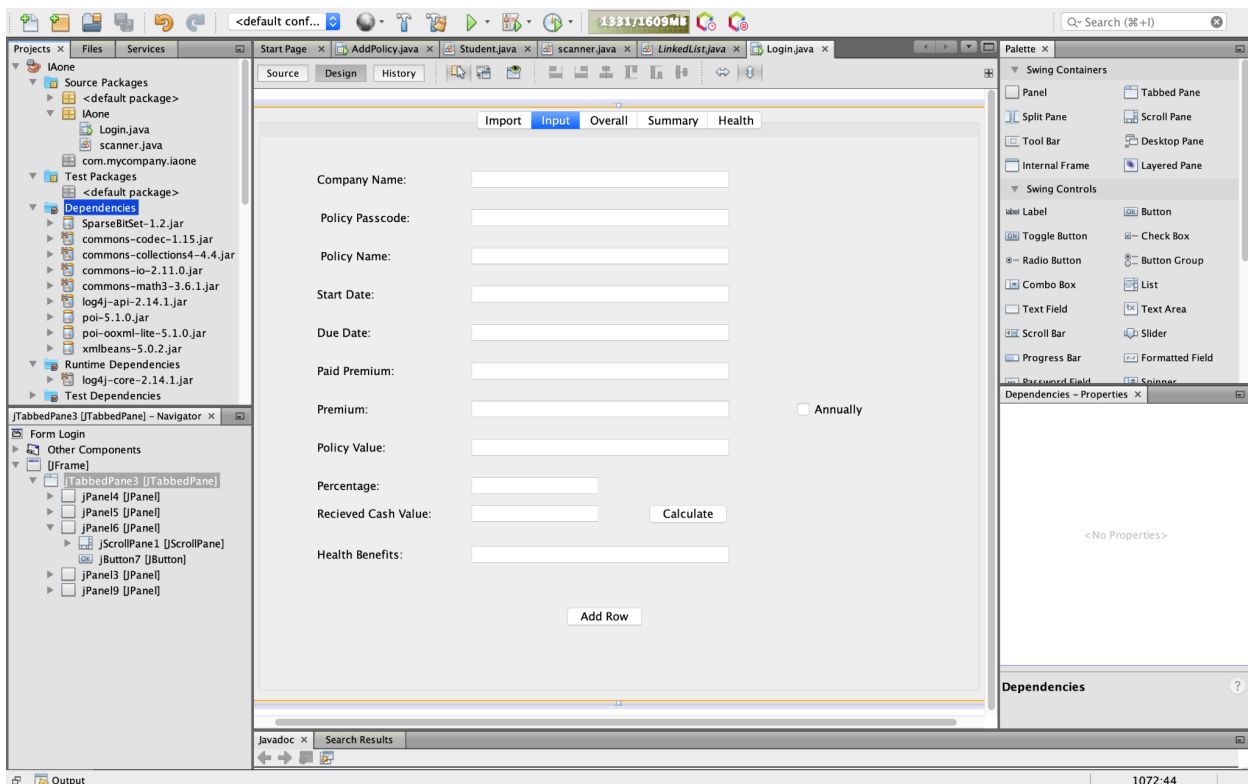 <default conf...
1331/1609MB
Search (⌘+I)
Projects
Files
Services
IAone
Source Packages
<default package>
IAone
Login.java
scanner.java
com.mycompany.iaone
Test Packages
<default package>
Dependencies
SparseBitSet-1.2.jar
commons-codec-1.15.jar
commons-collections4-4.4.jar
commons-io-2.11.0.jar
commons-math3-3.6.1.jar
log4j-api-2.14.1.jar
poi-5.1.0.jar
poi-ooxml-lite-5.1.0.jar
xmlbeans-5.0.2.jar
Runtime Dependencies
log4j-core-2.14.1.jar
Test Dependencies
jTabbedPane3 [JTabbedPane] - Navigator
Form Login
Other Components
[JFrame]
jTabbedPane3 [JTabbedPane]
jPanel4 [JPanel]
jPanel5 [JPanel]
jPanel6 [JPanel]
jScrollPane1 [JScrollPane]
jButton7 [JButton]
jPanel3 [JPanel]
jPanel9 [JPanel]
Start Page
AddPolicy.java
Student.java
scanner.java
LinkedList.java
Login.java
Source
Design
History
Import
Input
Overall
Summary
Health
Company Name:
Policy Passcode:
Policy Name:
Start Date:
Due Date:
Paid Premium:
Premium:
Annually
Policy Value:
Percentage:
Recieved Cash Value:
Calculate
Health Benefits:
Add Row
Javadoc
Search Results
Palette
Swing Containers
Panel
Tabbed Pane
Split Pane
Scroll Pane
Tool Bar
Desktop Pane
Internal Frame
Layered Pane
Swing Controls
label Label
OK Button
ON Toggle Button
Check Box
Radio Button
Button Group
Combo Box
List
Text Field
Text Area
Scroll Bar
Slider
Progress Bar
Formatted Field
Password Field
Spinner
Dependencies - Properties
<No Properties>
Dependencies
?
Output
1072:44